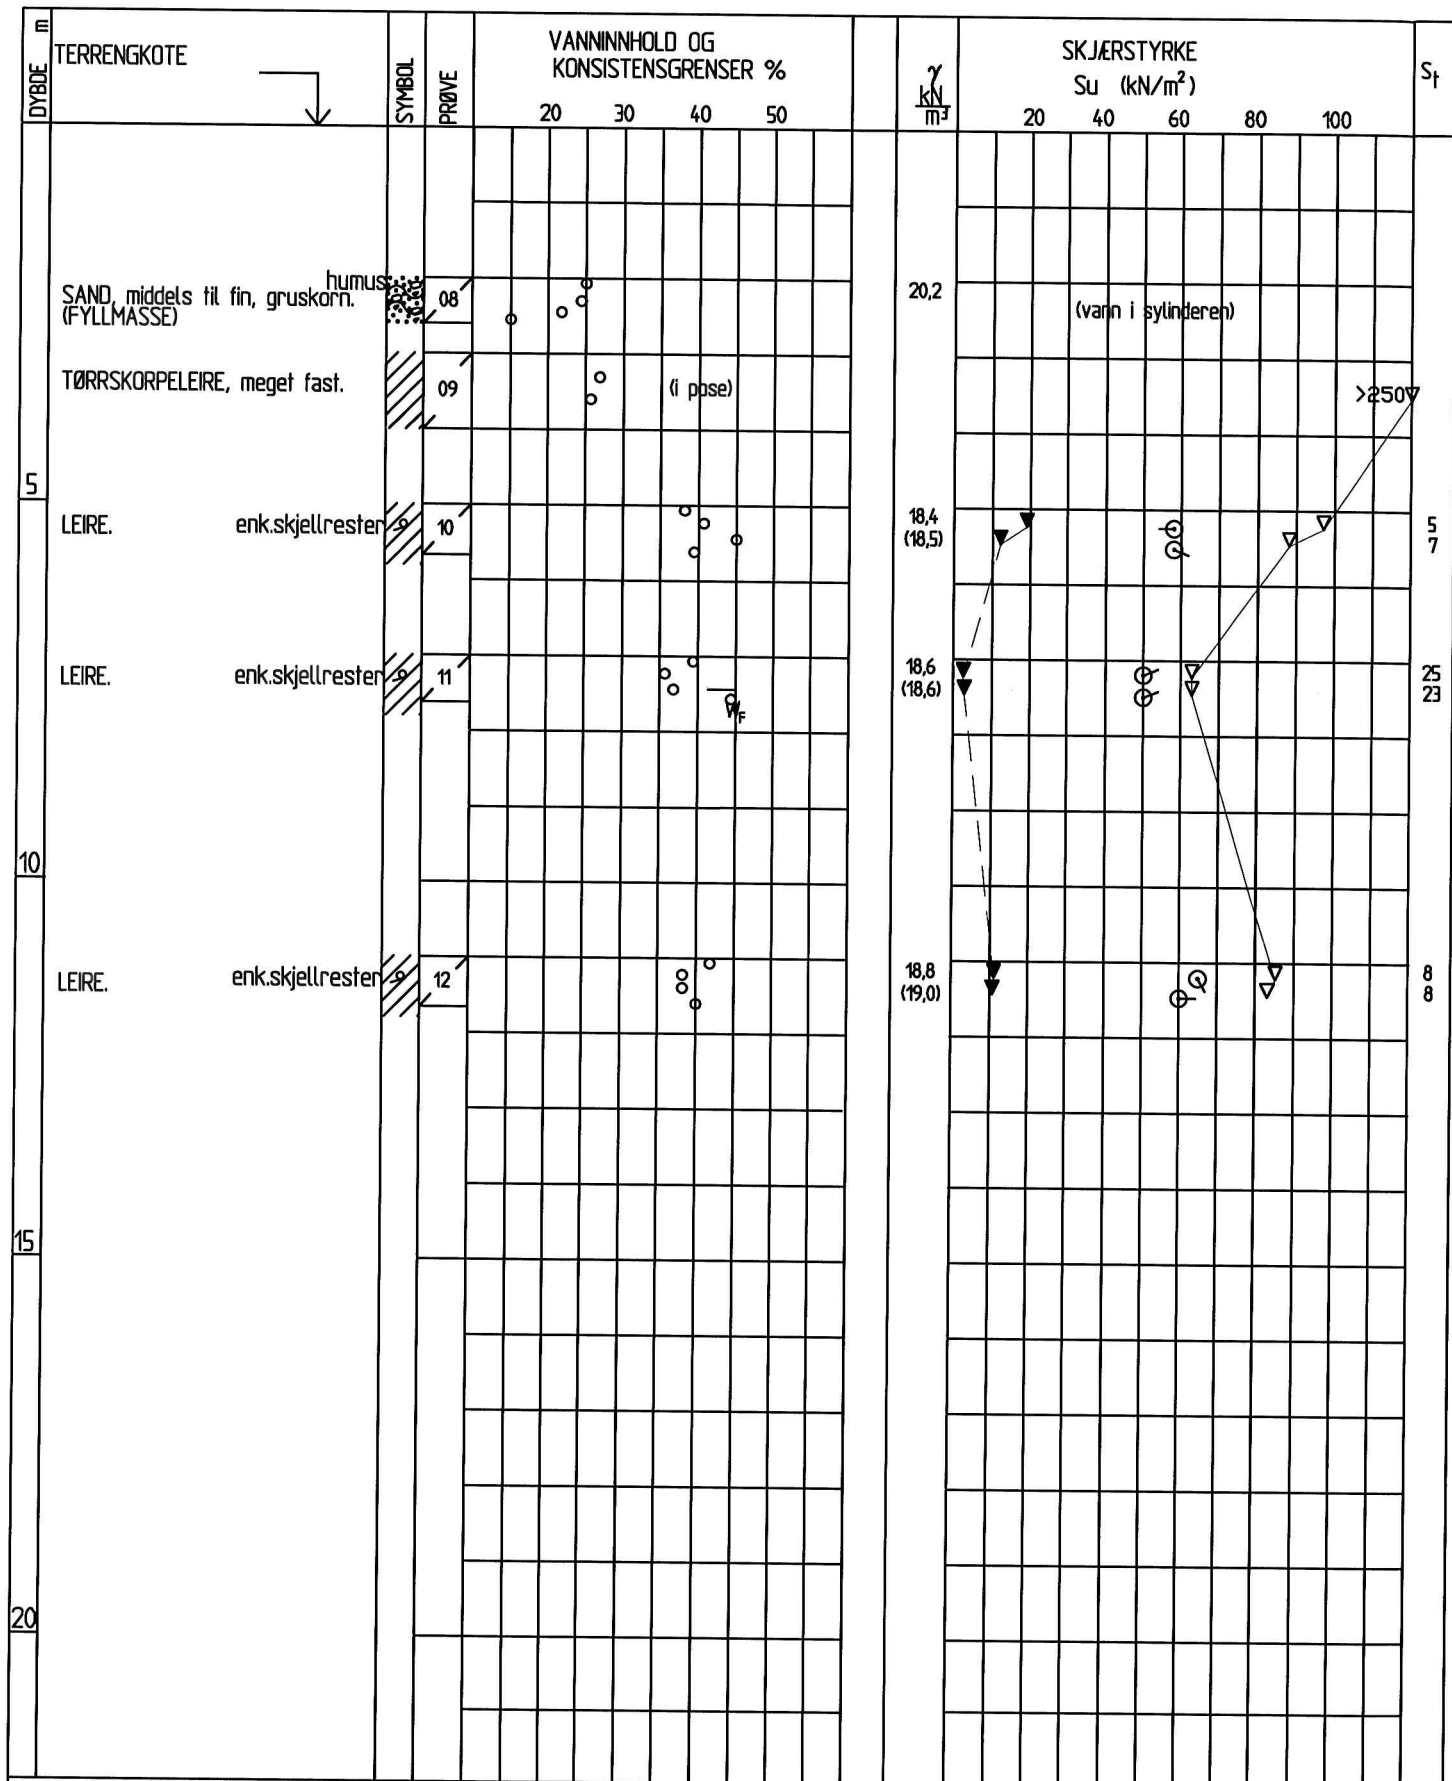 DYBDE m
TERRENGKOTE
SYMBOL
PRØVE
VANNINNHOLD OG
KONSISTENSGRENSER %
20 30 40 50
γ
kN
m³
SKJÆRSTYRKE
Su (kN/m²)
20 40 60 80 100
St
humus
SAND, middels til fin, gruskorn.
(FYLLMASSE)
08
20,2
(vann i sylinderen)
TØRRSKORPELEIRE, meget fast.
09
(i pose)
>250
5
LEIRE. enk.skjellrester
10
18,4
(18,5)
5
7
LEIRE. enk.skjellrester
11
WF
18,6
(18,6)
25
23
10
LEIRE. enk.skjellrester
12
18,8
(19,0)
8
8
15
20